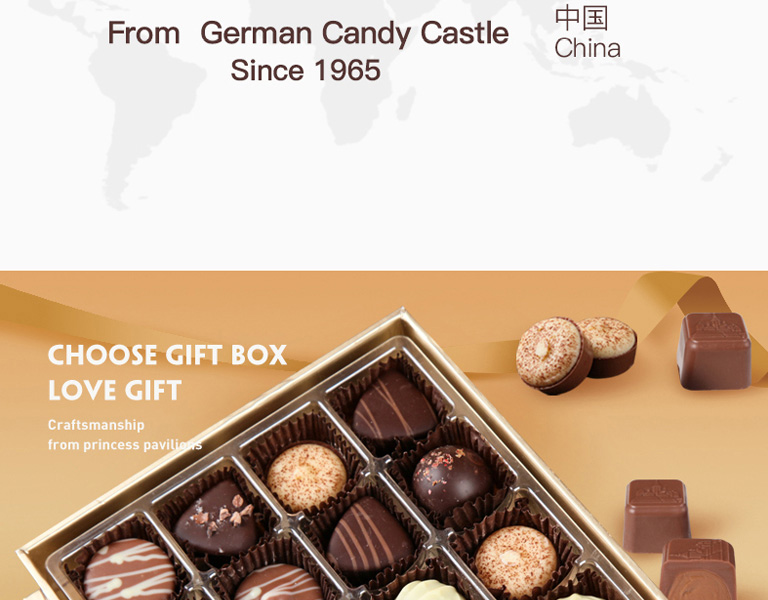 From German Candy Castle
Since 1965
中国
China
CHOOSE GIFT BOX
LOVE GIFT
Craftsmanship
from princess pavilions